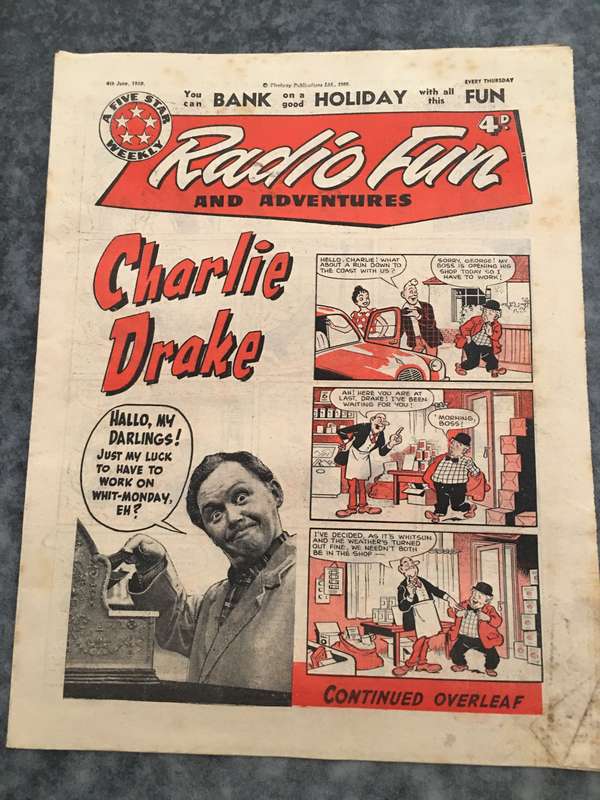 4th June, 1960.
© Fleetway Publications Ltd., 1960.
EVERY THURSDAY
You can BANK on a good HOLIDAY with all this FUN
A FIVE STAR WEEKLY
4D.
Radio Fun
AND ADVENTURES
Charlie
Drake
HALLO, MY
DARLINGS!
JUST MY LUCK
TO HAVE TO
WORK ON
WHIT-MONDAY,
EH?
HELLO, CHARLIE! WHAT
ABOUT A RUN DOWN TO
THE COAST WITH US?
SORRY, GEORGE! MY
BOSS IS OPENING HIS
SHOP TODAY SO I
HAVE TO WORK!
AH! HERE YOU ARE AT
LAST, DRAKE! I'VE BEEN
WAITING FOR YOU!
'MORNING,
BOSS!
I'VE DECIDED, AS IT'S WHITSUN
AND THE WEATHER'S TURNED
OUT FINE, WE NEEDN'T BOTH
BE IN THE SHOP —
CONTINUED OVERLEAF